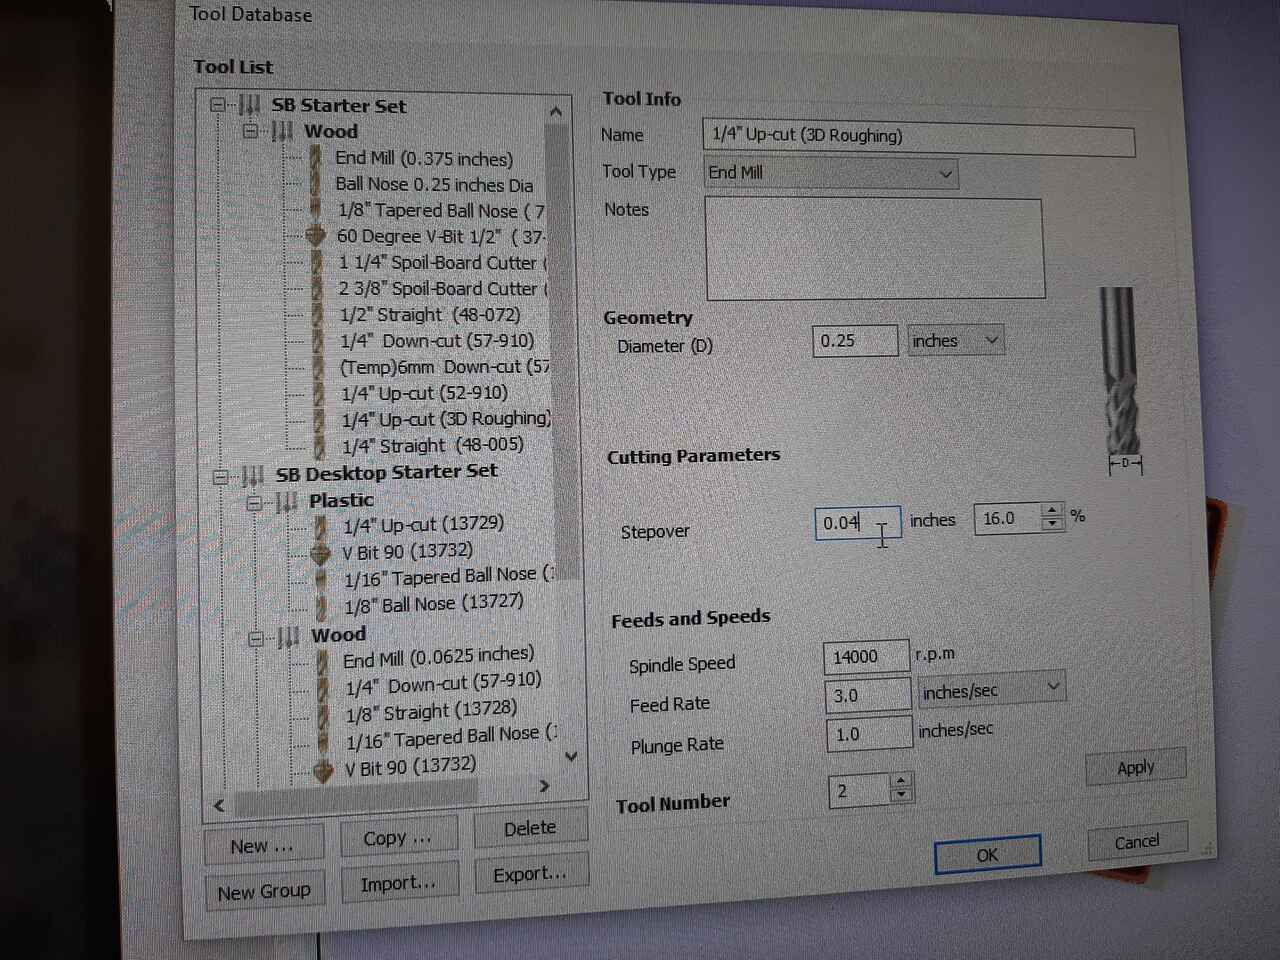 Tool Database
Tool List
SB Starter Set
Wood
End Mill (0.375 inches)
Ball Nose 0.25 inches Dia
1/8" Tapered Ball Nose ( 7
60 Degree V-Bit 1/2" ( 37-
1 1/4" Spoil-Board Cutter (
2 3/8" Spoil-Board Cutter (
1/2" Straight (48-072)
1/4" Down-cut (57-910)
(Temp)6mm Down-cut (57
1/4" Up-cut (52-910)
1/4" Up-cut (3D Roughing)
1/4" Straight (48-005)
SB Desktop Starter Set
Plastic
1/4" Up-cut (13729)
V Bit 90 (13732)
1/16" Tapered Ball Nose (1
1/8" Ball Nose (13727)
Wood
End Mill (0.0625 inches)
1/4" Down-cut (57-910)
1/8" Straight (13728)
1/16" Tapered Ball Nose (1
V Bit 90 (13732)
New ...
Copy ...
Delete
New Group
Import...
Export...
Tool Info
Name 1/4" Up-cut (3D Roughing)
Tool Type End Mill
Notes
Geometry
Diameter (D) 0.25 inches
D
Cutting Parameters
Stepover 0.04 inches 16.0 %
Feeds and Speeds
Spindle Speed 14000 r.p.m
Feed Rate 3.0 inches/sec
Plunge Rate 1.0 inches/sec
Tool Number 2
Apply
OK
Cancel